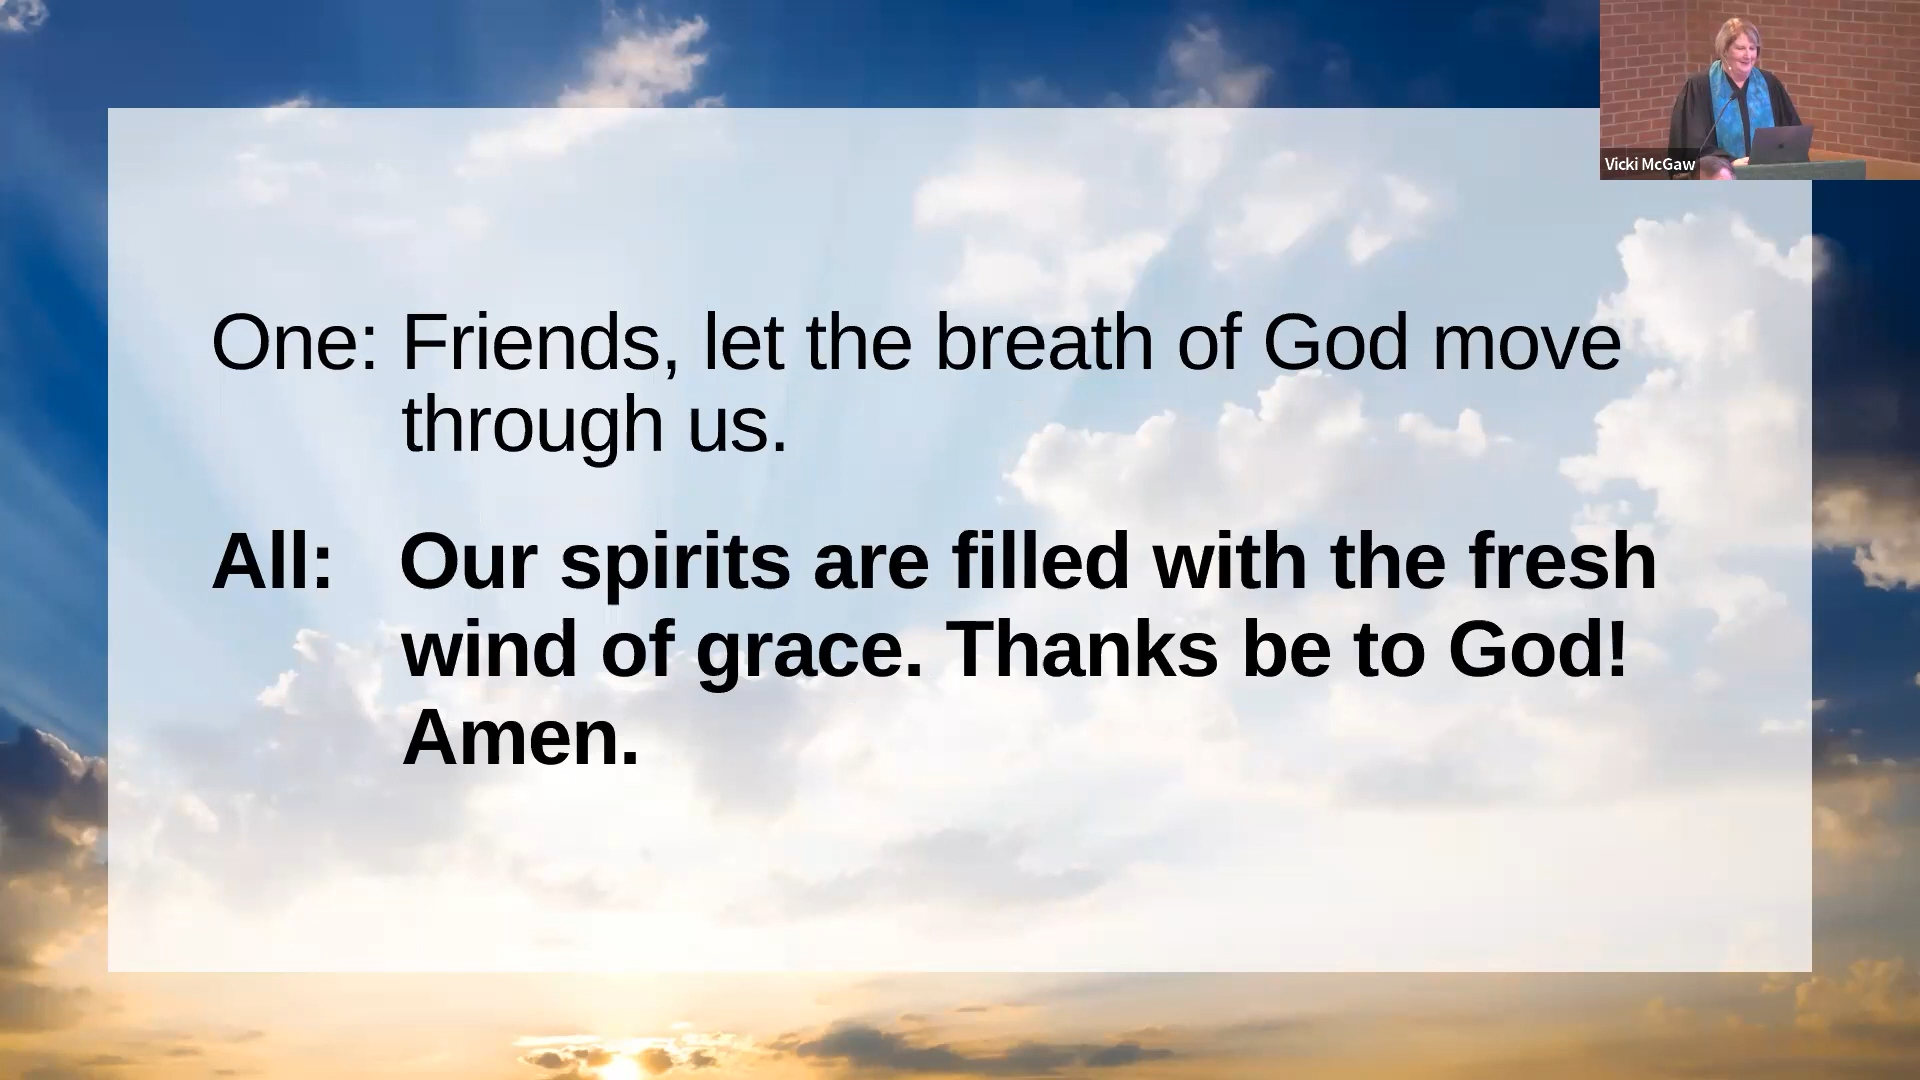 Vicki McGaw
One: Friends, let the breath of God move
through us.
All: Our spirits are filled with the fresh
wind of grace. Thanks be to God!
Amen.